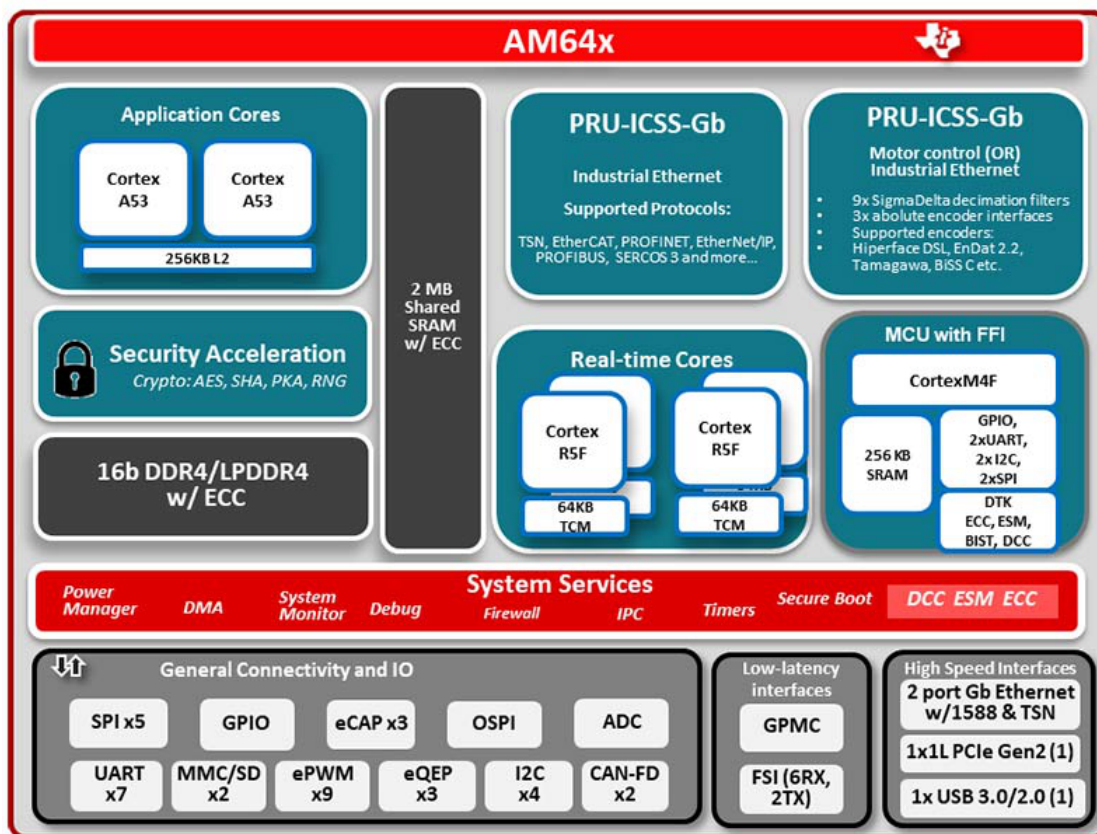 AM64x
Application Cores
Cortex
A53
Cortex
A53
256KB L2
Security Acceleration
Crypto: AES, SHA, PKA, RNG
16b DDR4/LPDDR4
w/ ECC
2 MB
Shared
SRAM
w/ ECC
PRU-ICSS-Gb
Industrial Ethernet
Supported Protocols:
TSN, EtherCAT, PROFINET, EtherNet/IP,
PROFIBUS, SERCOS 3 and more...
PRU-ICSS-Gb
Motor control (OR)
Industrial Ethernet
• 9x SigmaDelta decimation filters
• 3x abolute encoder interfaces
• Supported encoders:
• Hiperface DSL, EnDat 2.2,
Tamagawa, BiSS C etc.
Real-time Cores
Cortex
R5F
64KB
TCM
Cortex
R5F
64KB
TCM
MCU with FFI
CortexM4F
256 KB
SRAM
GPIO,
2xUART,
2x I2C,
2xSPI
DTK
ECC, ESM,
BIST, DCC
System Services
Power
Manager
DMA
System
Monitor
Debug
Firewall
IPC
Timers
Secure Boot
DCC ESM ECC
General Connectivity and IO
SPI x5
GPIO
eCAP x3
OSPI
ADC
UART
x7
MMC/SD
x2
ePWM
x9
eQEP
x3
I2C
x4
CAN-FD
x2
Low-latency
interfaces
GPMC
FSI (6RX,
2TX)
High Speed Interfaces
2 port Gb Ethernet
w/1588 & TSN
1x1L PCIe Gen2 (1)
1x USB 3.0/2.0 (1)